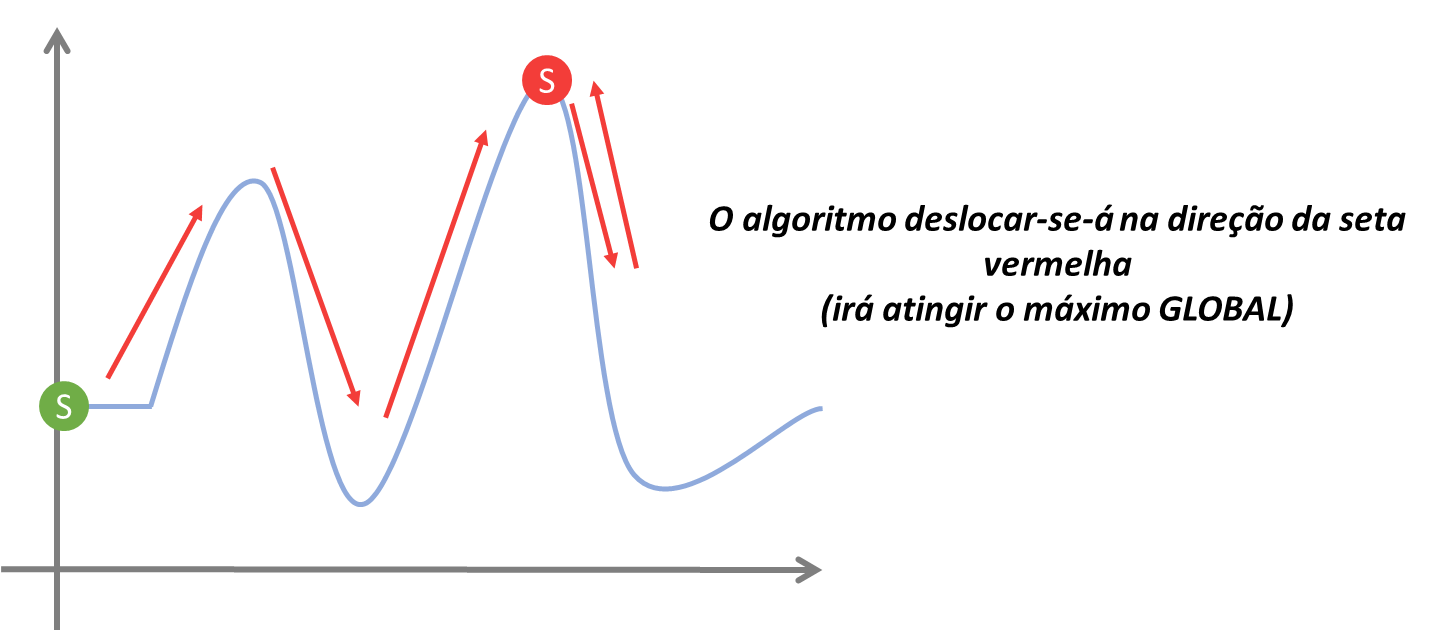 S
O algoritmo deslocar-se-á na direção da seta
vermelha
(irá atingir o máximo GLOBAL)
S